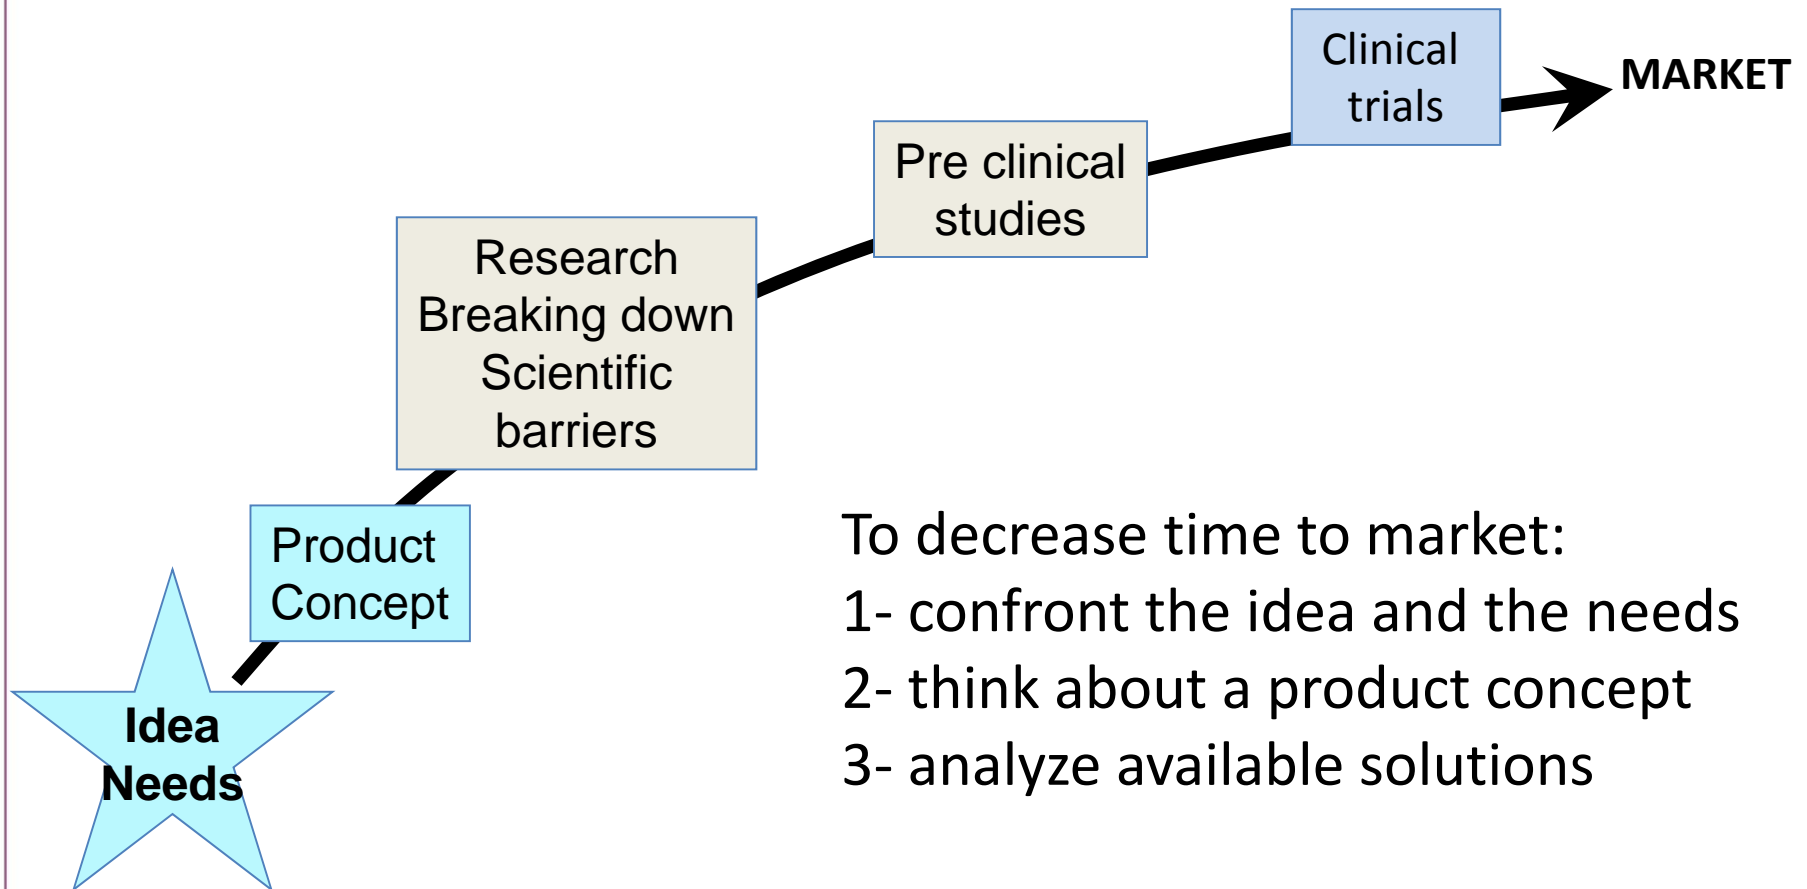 Clinical
trials
MARKET
Pre clinical
studies
Research
Breaking down
Scientific
barriers
Product
Concept
Idea
Needs
To decrease time to market:
1- confront the idea and the needs
2- think about a product concept
3- analyze available solutions